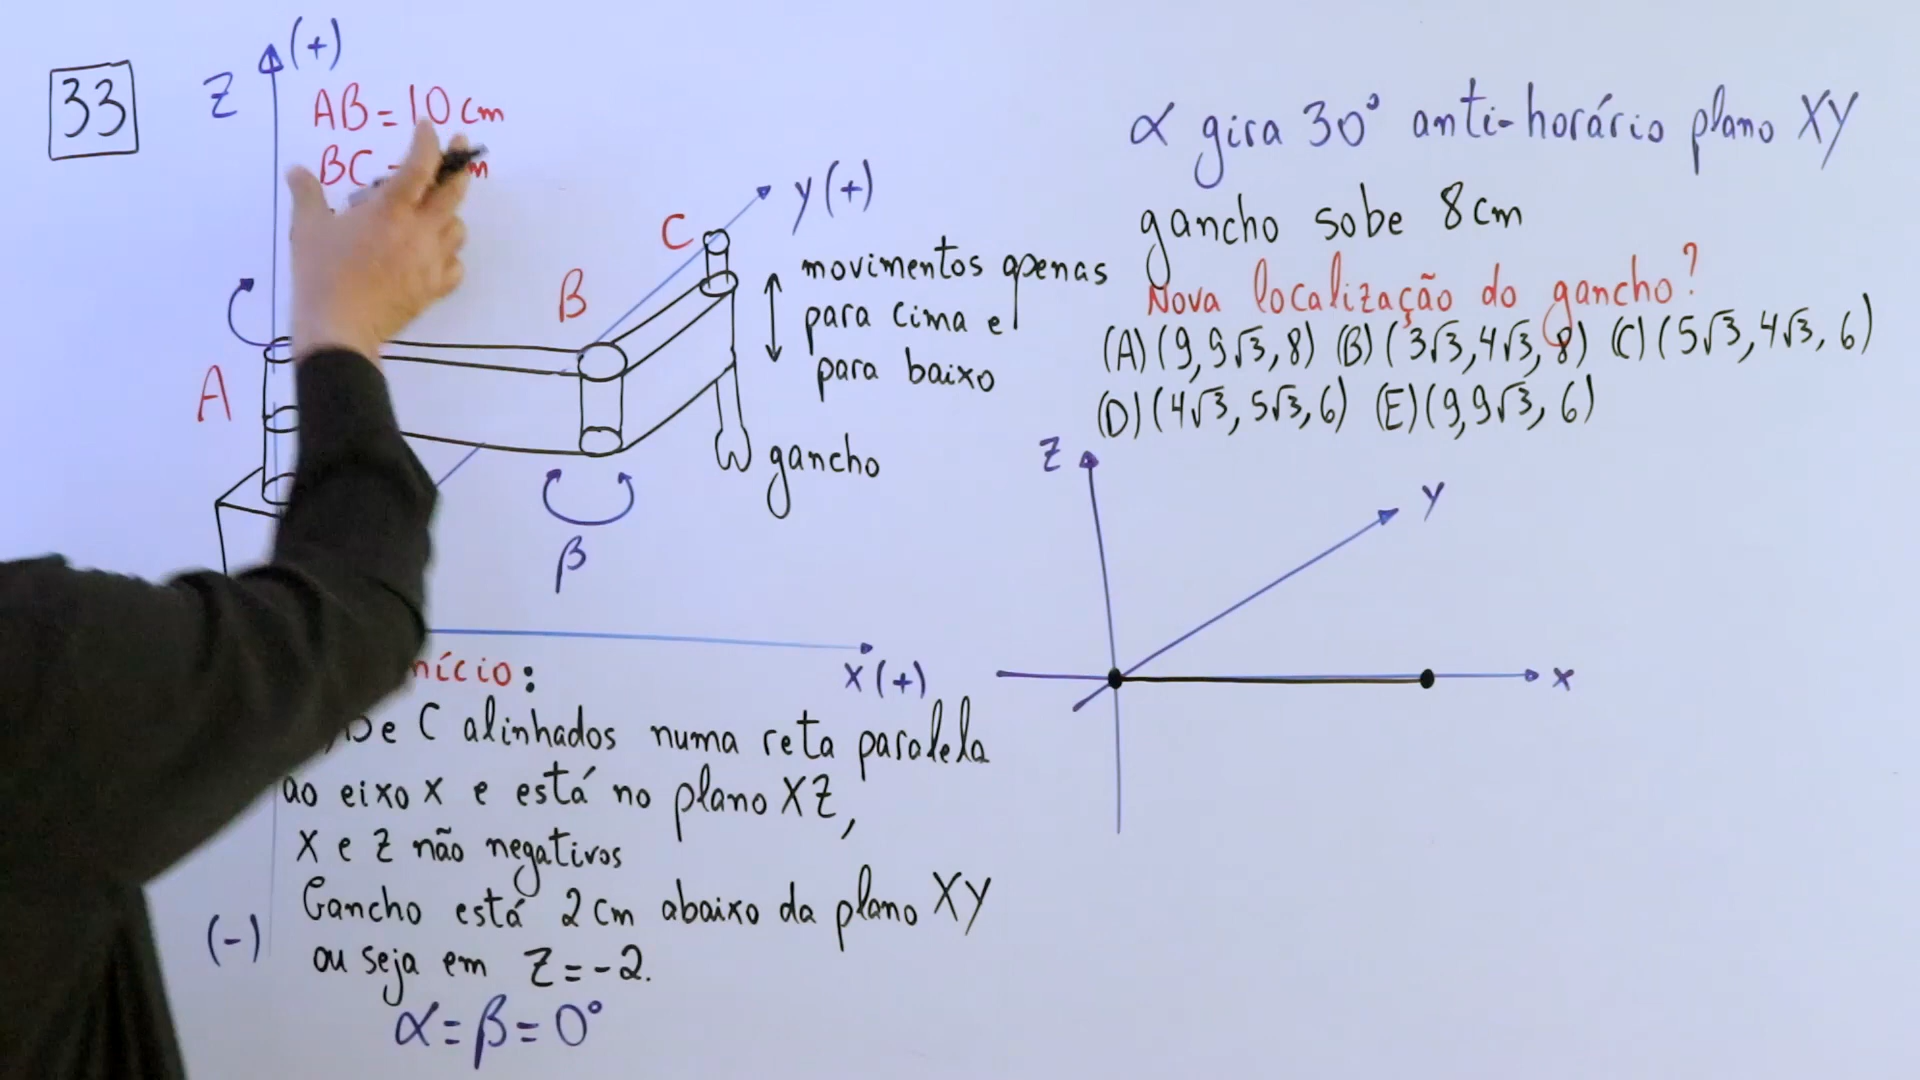 33
Z (+)
AB = 10 cm
BC
m
C
y (+)
B
A
movimentos apenas
para cima e
para baixo
gancho
β
x (+)
nício:
e C alinhados numa reta paralela
ao eixo x e está no plano XZ,
x e z não negativos
Gancho está 2 cm abaixo da plano XY
(-)
ou seja em Z = -2.
α = β = 0°
α gira 30° anti-horário plano XY
gancho sobe 8 cm
Nova localização do gancho?
(A) (9, 9√3, 8) (B) (3√3, 4√3, 8) (C) (5√3, 4√3, 6)
(D) (4√3, 5√3, 6) (E) (9, 9√3, 6)
Z
y
x